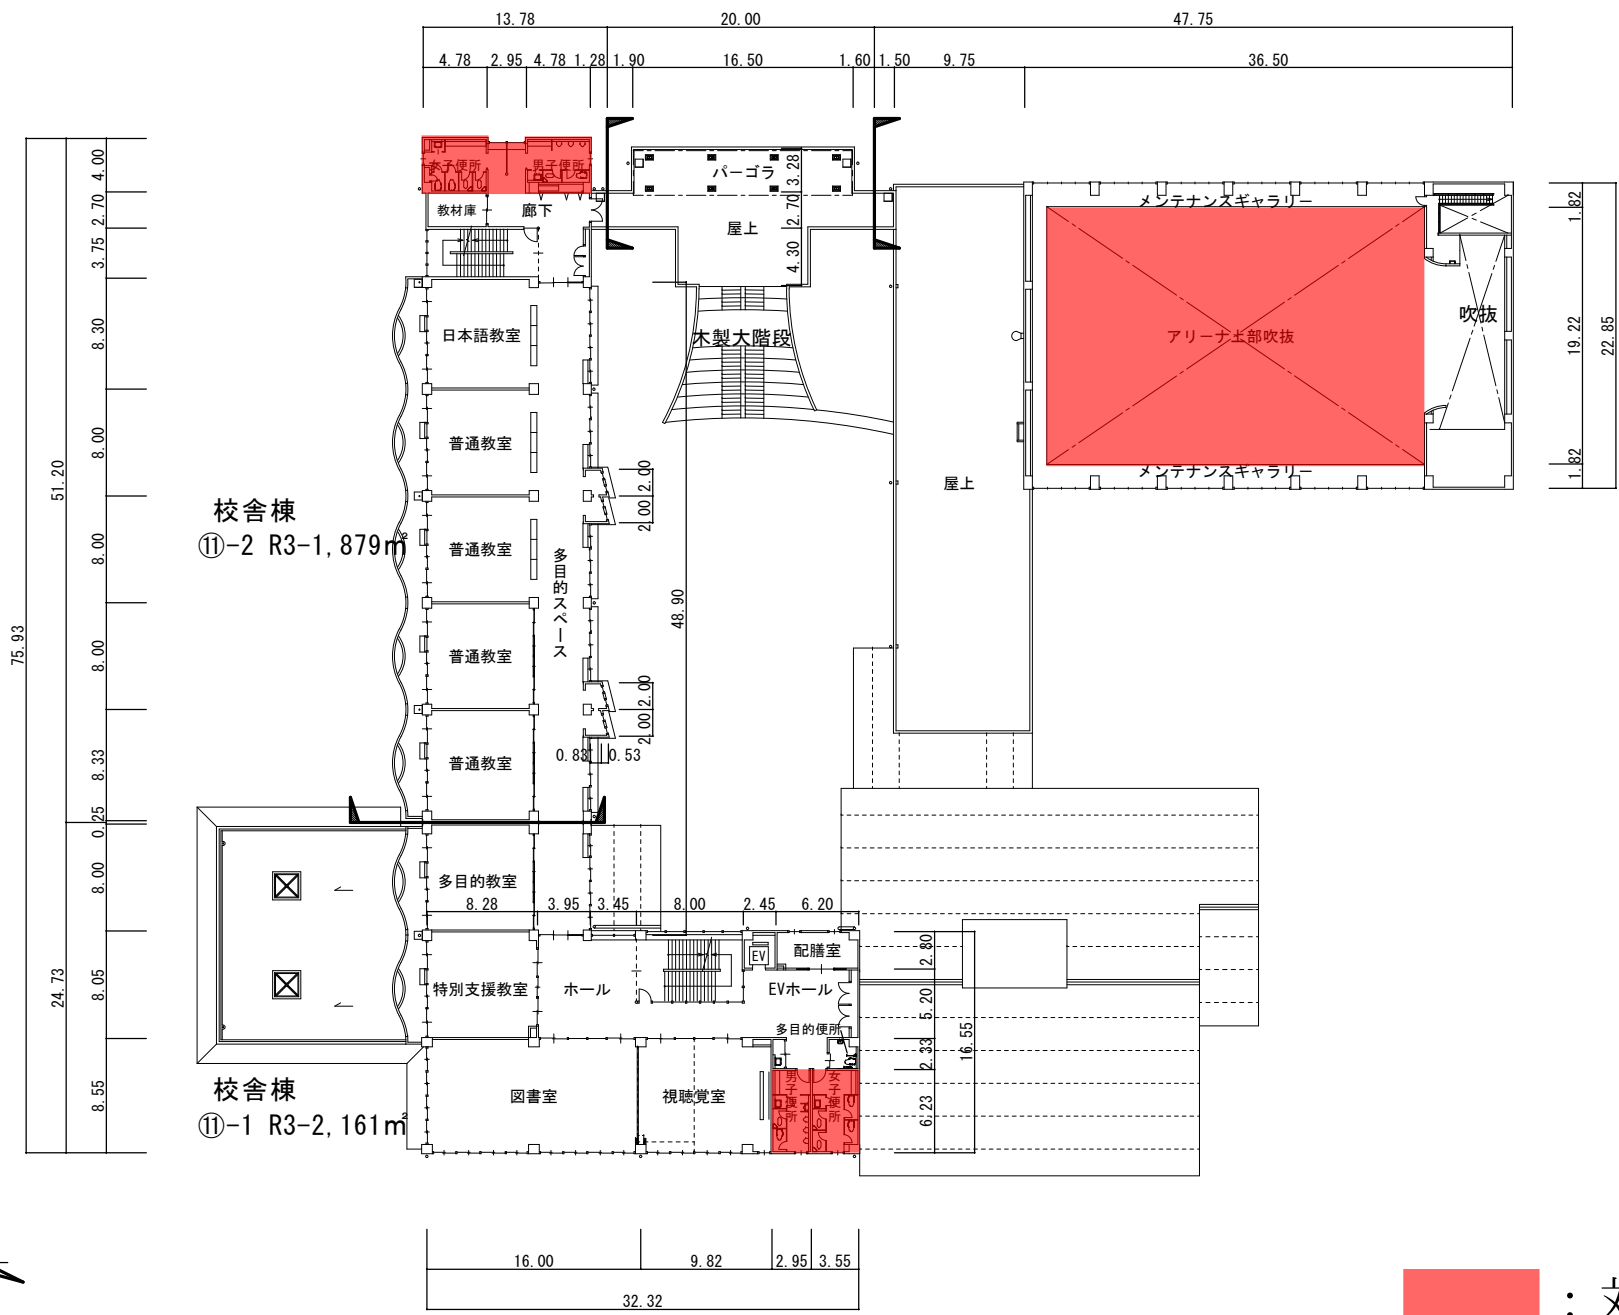 13.78 20.00 47.75
4.78 2.95 4.78 1.28 1.90 16.50 1.60 1.50 9.75 36.50
75.93
51.20
24.73
4.00
2.70
3.75
8.30
8.00
8.00
8.00
8.33
0.25
8.00
8.05
8.55
女子便所
男子便所
教材庫
廊下
パーゴラ
屋上
3.28
2.70
4.30
木製大階段
メンテナンスギャラリー
アリーナ上部吹抜
吹抜
メンテナンスギャラリー
屋上
1.82
19.22
1.82
22.85
日本語教室
普通教室
普通教室
普通教室
普通教室
多目的スペース
2.00
2.00
2.00
2.00
0.83 0.53
48.90
校舎棟
⑪-2 R3-1,879㎡
多目的教室
8.28 3.95 3.45 8.00 2.45 6.20
特別支援教室
ホール
EV
配膳室
EVホール
多目的便所
2.80
5.20
2.33
6.23
16.55
校舎棟
⑪-1 R3-2,161㎡
図書室
視聴覚室
男子便所
女子便所
16.00 9.82 2.95 3.55
32.32